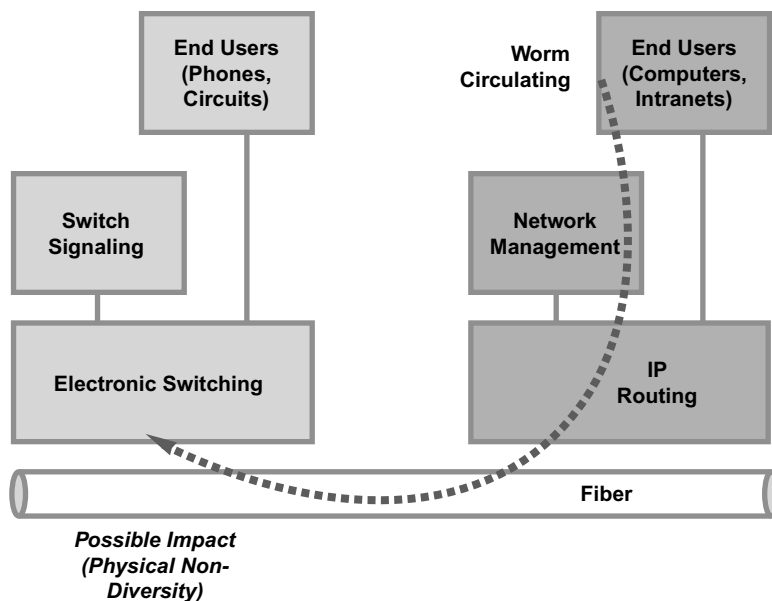 End Users
(Phones,
Circuits)
Worm
Circulating
End Users
(Computers,
Intranets)
Switch
Signaling
Network
Management
Electronic Switching
IP
Routing
Fiber
Possible Impact
(Physical Non-
Diversity)